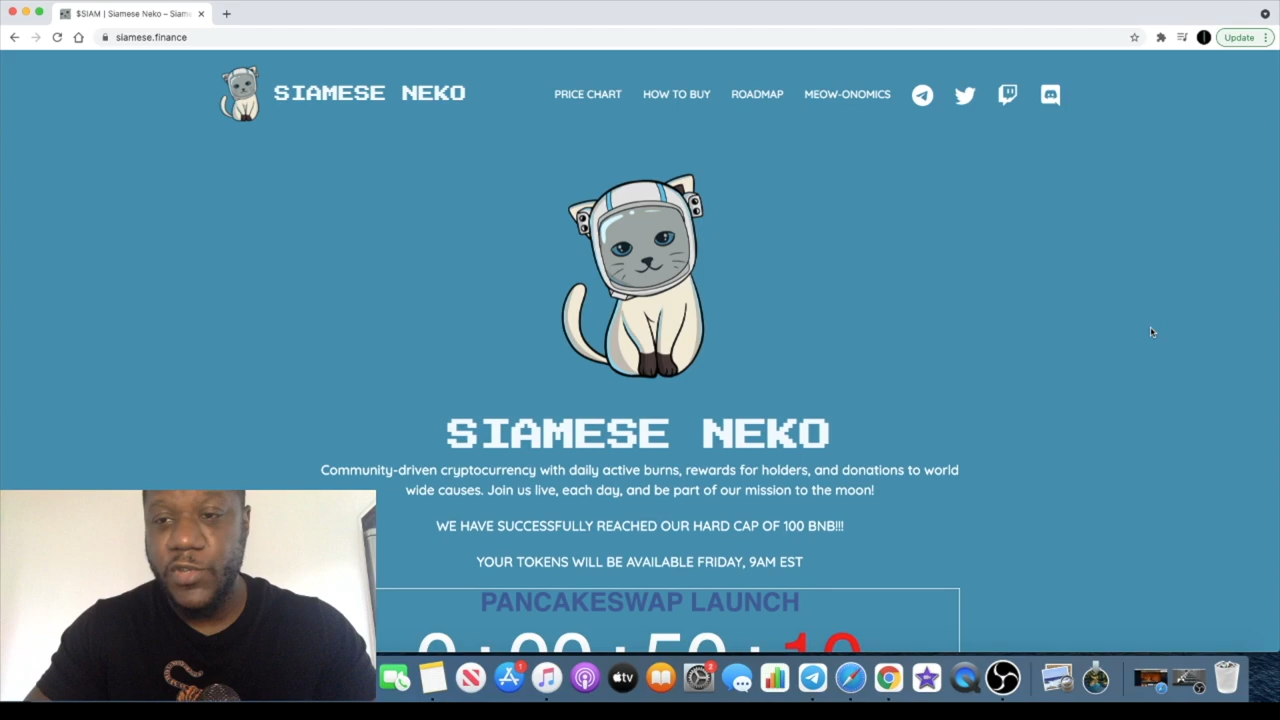 $SIAM | Siamese Neko – Siame
siamese.finance
Update
SIAMESE NEKO
PRICE CHART
HOW TO BUY
ROADMAP
MEOW-ONOMICS
SIAMESE NEKO
Community-driven cryptocurrency with daily active burns, rewards for holders, and donations to world
wide causes. Join us live, each day, and be part of our mission to the moon!
WE HAVE SUCCESSFULLY REACHED OUR HARD CAP OF 100 BNB!!!
YOUR TOKENS WILL BE AVAILABLE FRIDAY, 9AM EST
PANCAKESWAP LAUNCH
1
tv
2